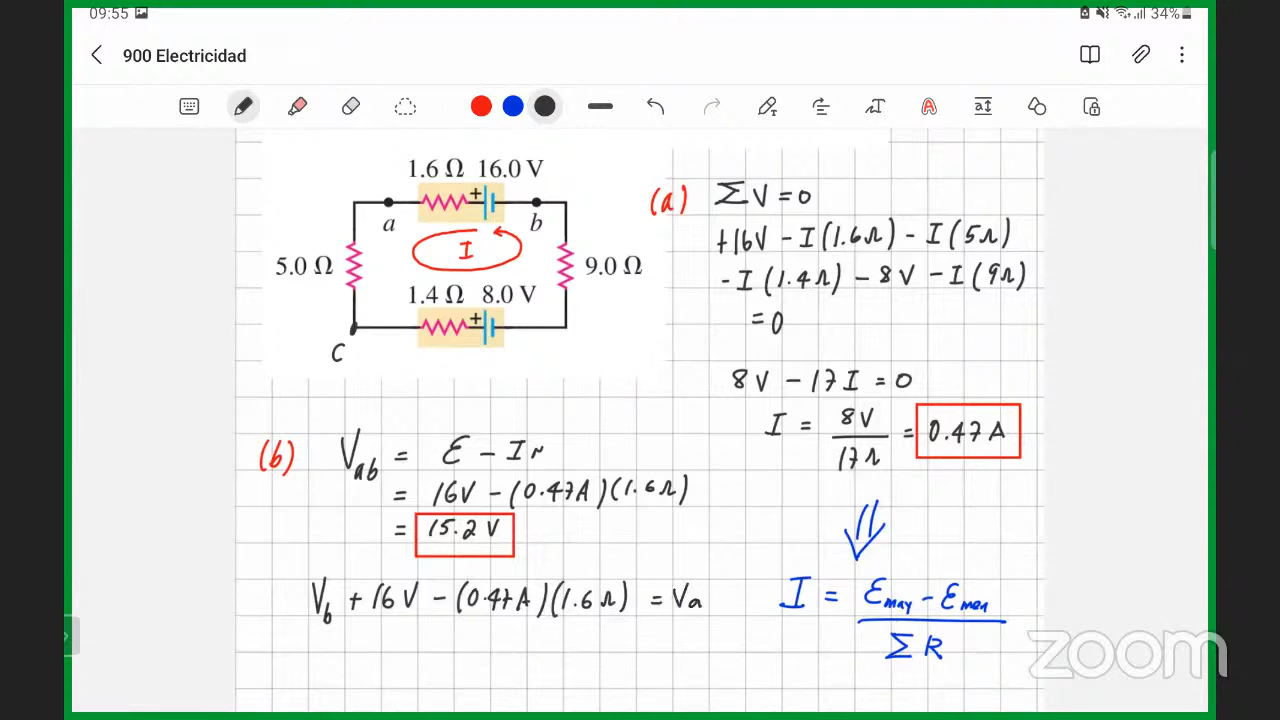 09:55
34%
900 Electricidad
1.6 Ω 16.0 V
+
a
b
I
5.0 Ω
9.0 Ω
1.4 Ω 8.0 V
+
c
(a) ΣV = 0
+16V - I(1.6Ω) - I(5Ω)
- I(1.4Ω) - 8V - I(9Ω)
= 0
8V - 17I = 0
I = 8V / 17Ω = 0.47A
(b) Vab = ε - Ir
= 16V - (0.47A)(1.6Ω)
= 15.2 V
Vb + 16V - (0.47A)(1.6Ω) = Va
I = (εmay - εmen) / ΣR
zoom